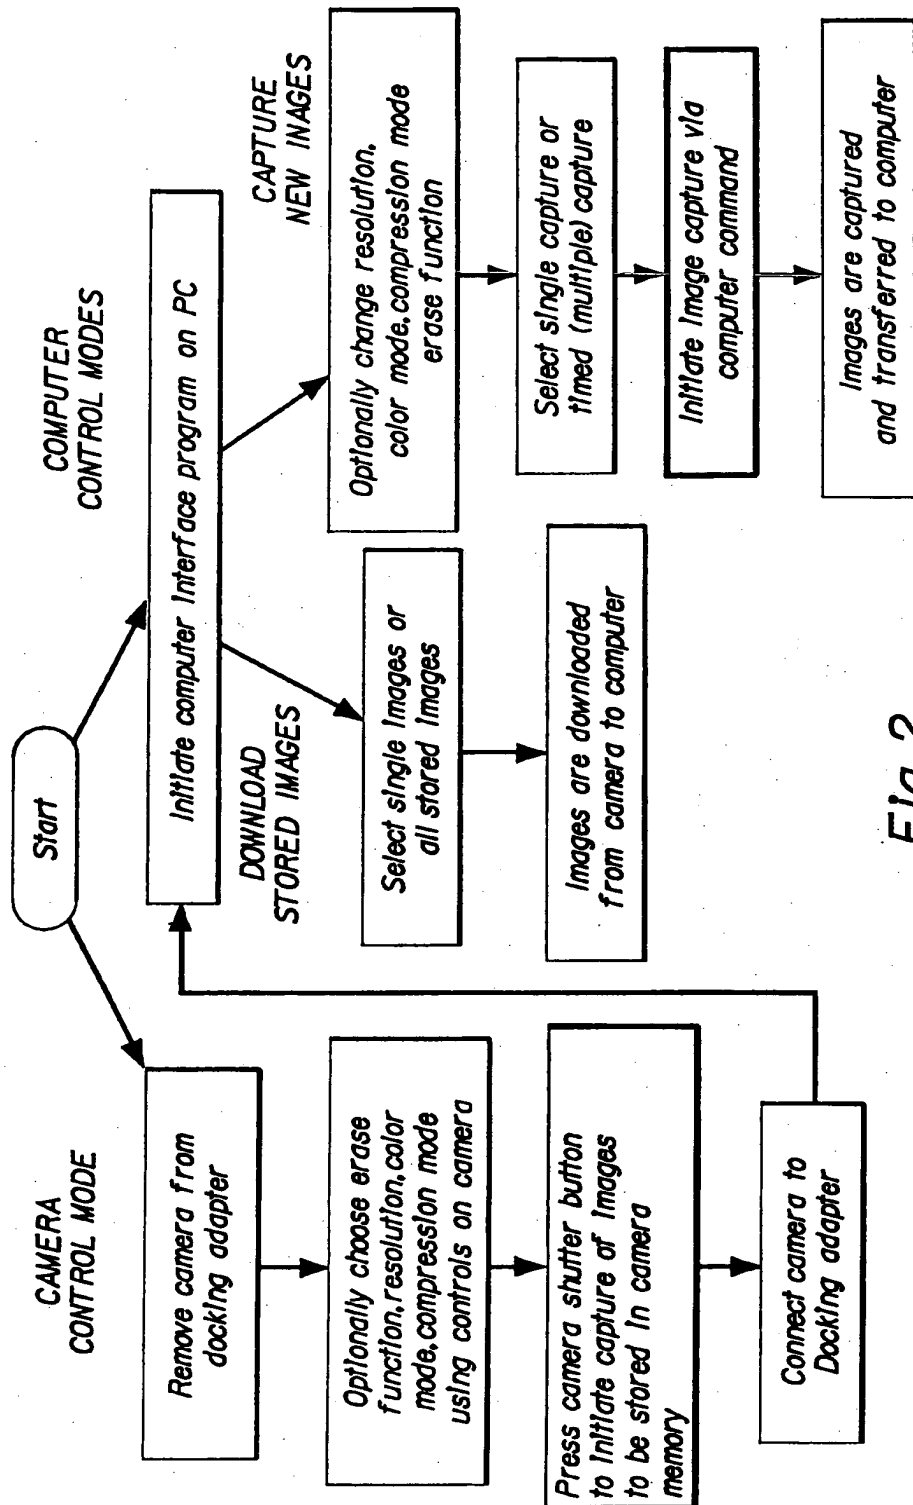 Start
CAMERA
CONTROL MODE
Remove camera from
docking adapter
Optionally choose erase
function,resolution,color
mode,compression mode
using controls on camera
Press camera shutter button
to initiate capture of images
to be stored in camera
memory
Connect camera to
Docking adapter
COMPUTER
CONTROL MODES
Initiate computer interface program on PC
DOWNLOAD
STORED IMAGES
Select single images or
all stored images
Images are downloaded
from camera to computer
CAPTURE
NEW INAGES
Optionally change resolution,
color mode,compression mode
erase function
Select single capture or
timed (multiple) capture
Initiate image capture via
computer command
Images are captured
and transferred to computer
Fig 2